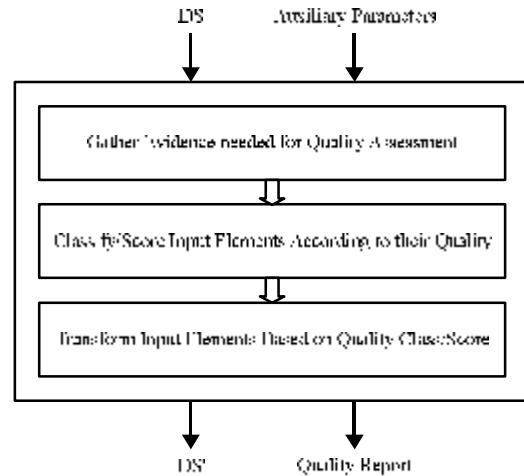 DS
Auxiliary Parameters
Gather Evidence needed for Quality Assessment
Classify/Score Input Elements According to their Quality
Transform Input Elements Based on Quality Class/Score
DS'
Quality Report